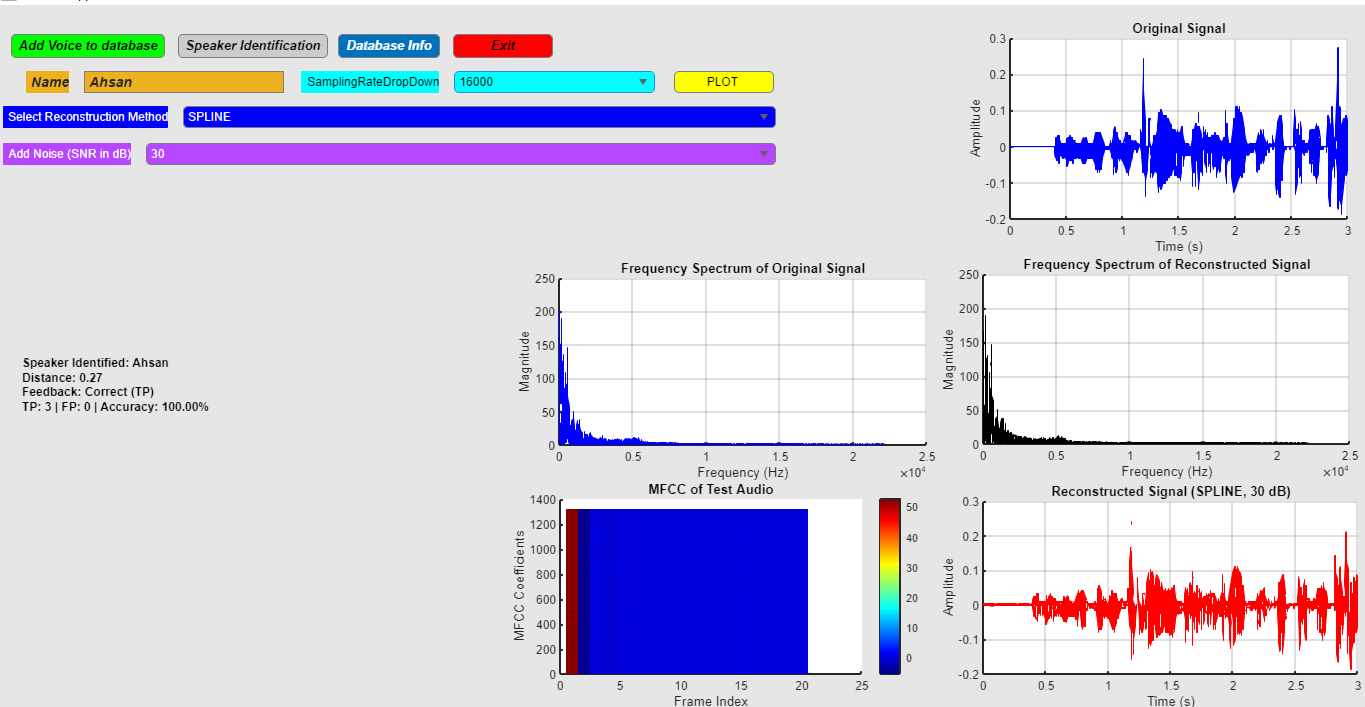 Add Voice to database
Speaker Identification
Database Info
Exit
Name
Ahsan
SamplingRateDropDown
16000
PLOT
Select Reconstruction Method
SPLINE
Add Noise (SNR in dB)
30
Original Signal
0.3
0.2
0.1
0
-0.1
-0.2
Amplitude
0 0.5 1 1.5 2 2.5 3
Time (s)
Speaker Identified: Ahsan
Distance: 0.27
Feedback: Correct (TP)
TP: 3 | FP: 0 | Accuracy: 100.00%
Frequency Spectrum of Original Signal
250
200
150
100
50
0
Magnitude
0 0.5 1 1.5 2 2.5
Frequency (Hz)
×10⁴
Frequency Spectrum of Reconstructed Signal
250
200
150
100
50
0
Magnitude
0 0.5 1 1.5 2 2.5
Frequency (Hz)
×10⁴
MFCC of Test Audio
1400
1200
1000
800
600
400
200
0
MFCC Coefficients
0 5 10 15 20 25
Frame Index
50
40
30
20
10
0
Reconstructed Signal (SPLINE, 30 dB)
0.3
0.2
0.1
0
-0.1
-0.2
Amplitude
0 0.5 1 1.5 2 2.5 3
Time (s)